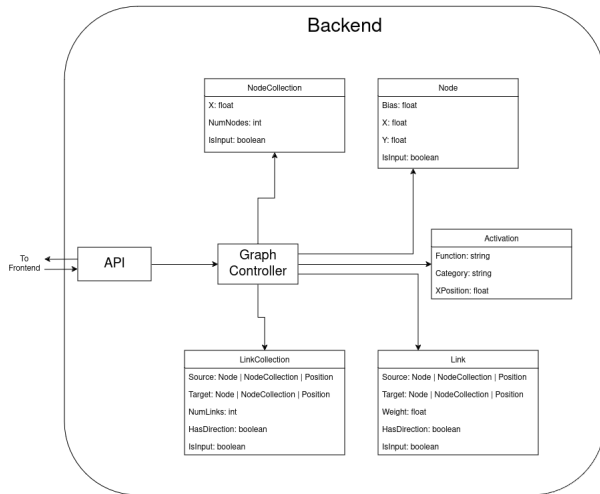 Backend
NodeCollection
X: float
NumNodes: int
IsInput: boolean
Node
Bias: float
X: float
Y: float
IsInput: boolean
To
Frontend
API
Graph
Controller
Activation
Function: string
Category: string
XPosition: float
LinkCollection
Source: Node | NodeCollection | Position
Target: Node | NodeCollection | Position
NumLinks: int
HasDirection: boolean
IsInput: boolean
Link
Source: Node | NodeCollection | Position
Target: Node | NodeCollection | Position
Weight: float
HasDirection: boolean
IsInput: boolean